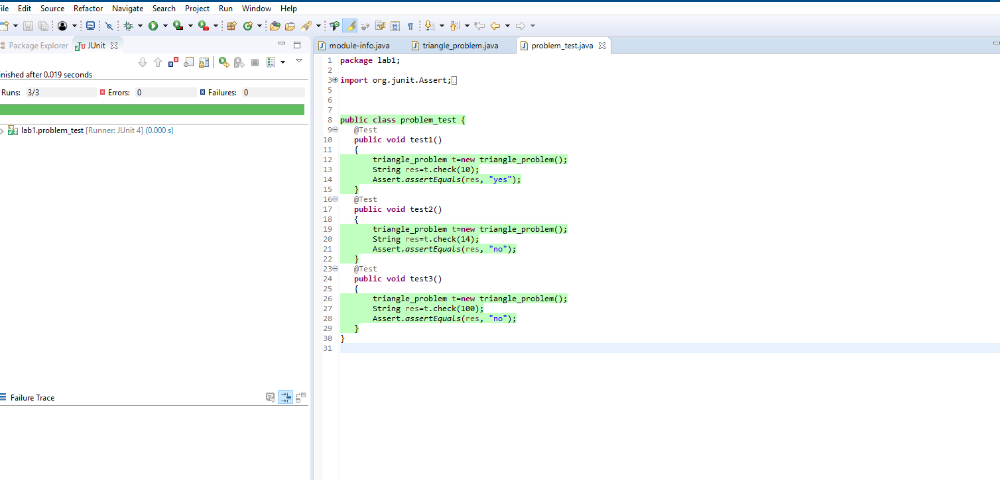 ile Edit Source Refactor Navigate Search Project Run Window Help
Package Explorer JUnit
inished after 0.019 seconds
Runs: 3/3 Errors: 0 Failures: 0
lab1.problem_test [Runner: JUnit 4] (0.000 s)
Failure Trace
module-info.java triangle_problem.java problem_test.java
1 package lab1;
2
3 import org.junit.Assert;
5
6
7
8 public class problem_test {
9 @Test
10 public void test1()
11 {
12 triangle_problem t=new triangle_problem();
13 String res=t.check(10);
14 Assert.assertEquals(res, "yes");
15 }
16 @Test
17 public void test2()
18 {
19 triangle_problem t=new triangle_problem();
20 String res=t.check(14);
21 Assert.assertEquals(res, "no");
22 }
23 @Test
24 public void test3()
25 {
26 triangle_problem t=new triangle_problem();
27 String res=t.check(100);
28 Assert.assertEquals(res, "no");
29 }
30 }
31